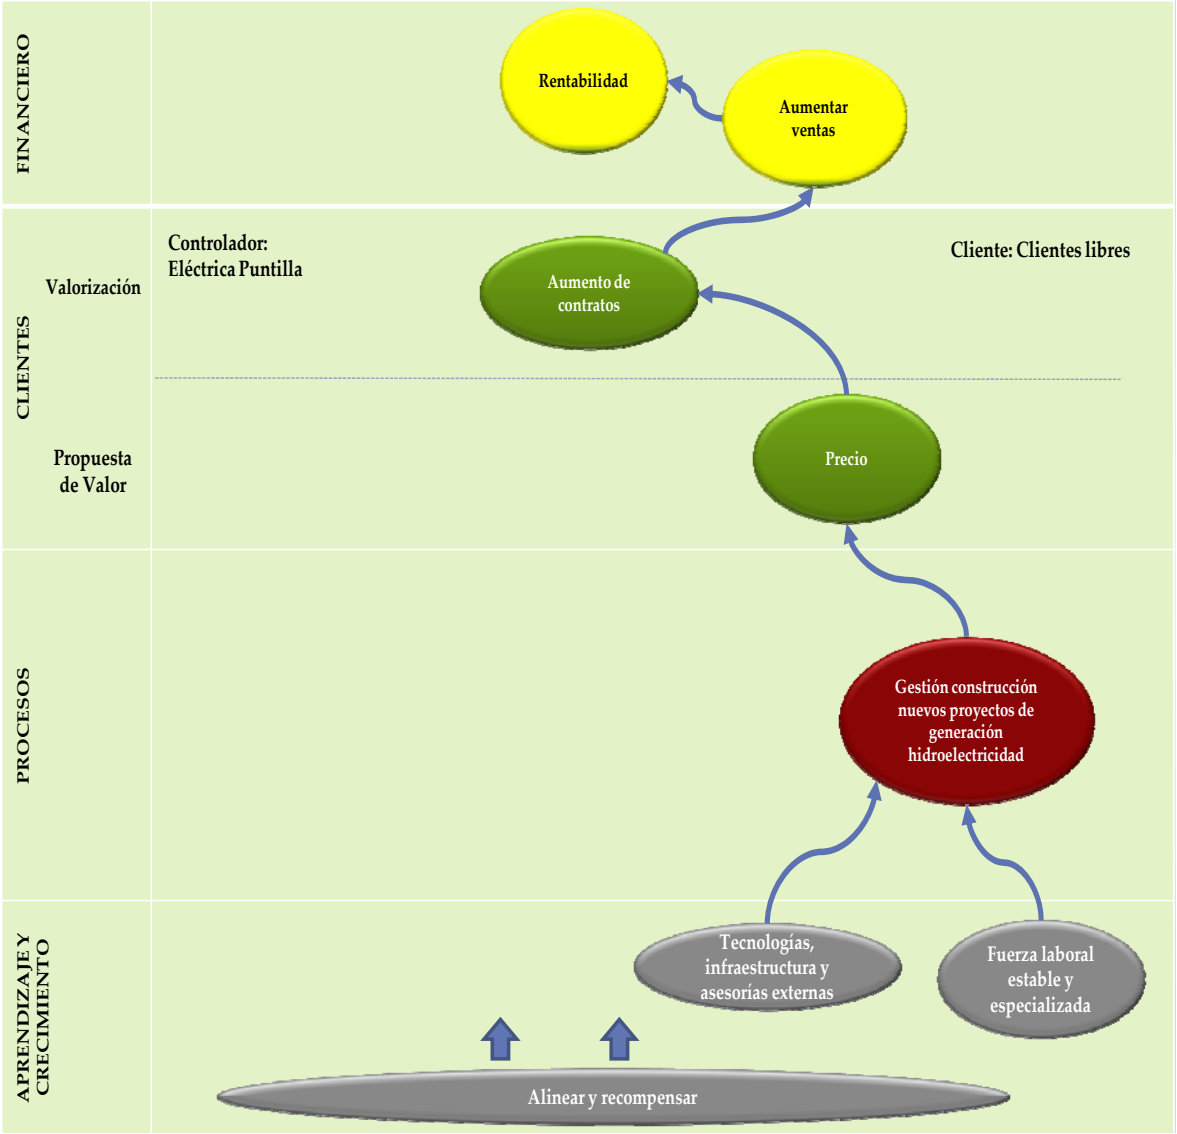 FINANCIERO
Rentabilidad
Aumentar
ventas
CLIENTES
Valorización
Controlador:
Eléctrica Puntilla
Cliente: Clientes libres
Aumento de
contratos
Propuesta
de Valor
Precio
PROCESOS
Gestión construcción
nuevos proyectos de
generación
hidroelectricidad
APRENDIZAJE Y
CRECIMIENTO
Tecnologías,
infraestructura y
asesorías externas
Fuerza laboral
estable y
especializada
Alinear y recompensar